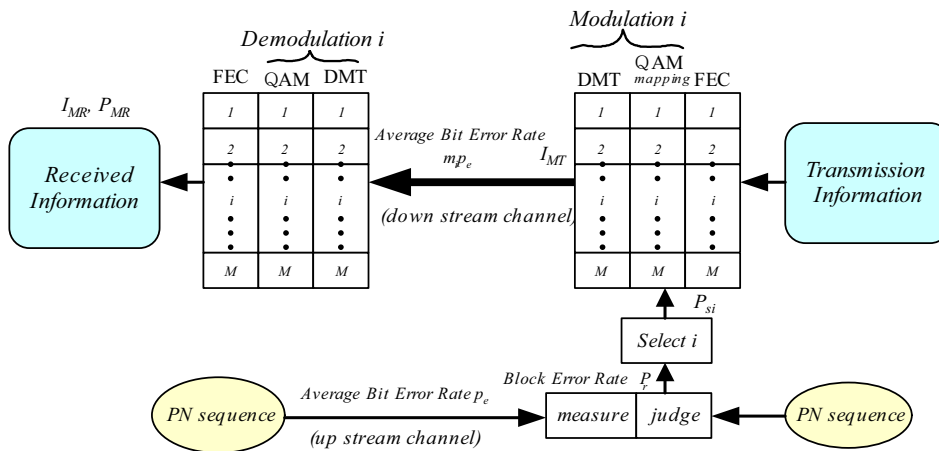 Demodulation i
Modulation i
FEC QAM DMT
DMT QAM mapping FEC
I_MR, P_MR
1 1 1
2 2 2
i i i
M M M
1 1 1
2 2 2
i i i
M M M
Average Bit Error Rate
mp_e
I_MT
(down stream channel)
Received
Information
Transmission
Information
P_si
Select i
Block Error Rate P_r
PN sequence
Average Bit Error Rate p_e
(up stream channel)
measure judge
PN sequence